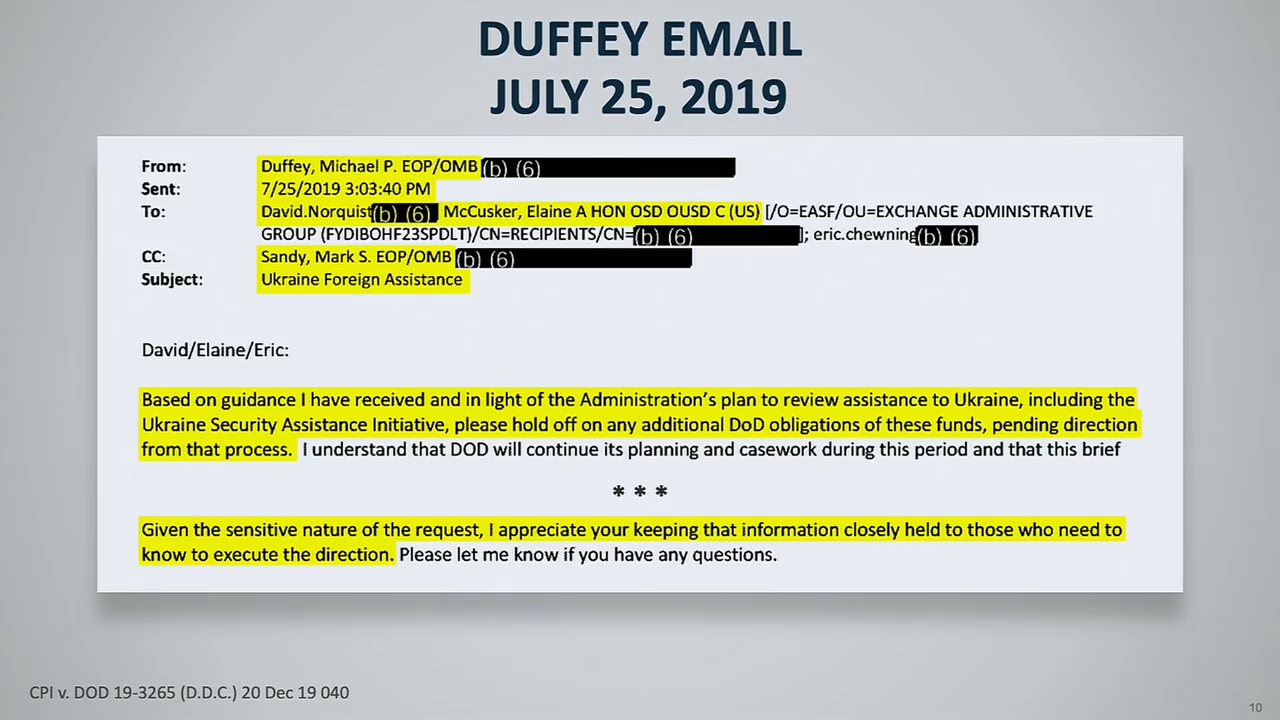 DUFFEY EMAIL
JULY 25, 2019
From: Duffey, Michael P. EOP/OMB (b) (6)
Sent: 7/25/2019 3:03:40 PM
To: David.Norquist (b) (6) McCusker, Elaine A HON OSD OUSD C (US) [/O=EASF/OU=EXCHANGE ADMINISTRATIVE
GROUP (FYDIBOHF23SPDLT)/CN=RECIPIENTS/CN=(b) (6) ]; eric.chewning(b) (6)
CC: Sandy, Mark S. EOP/OMB (b) (6)
Subject: Ukraine Foreign Assistance
David/Elaine/Eric:
Based on guidance I have received and in light of the Administration’s plan to review assistance to Ukraine, including the
Ukraine Security Assistance Initiative, please hold off on any additional DoD obligations of these funds, pending direction
from that process. I understand that DOD will continue its planning and casework during this period and that this brief
* * *
Given the sensitive nature of the request, I appreciate your keeping that information closely held to those who need to
know to execute the direction. Please let me know if you have any questions.
CPI v. DOD 19-3265 (D.D.C.) 20 Dec 19 040
10